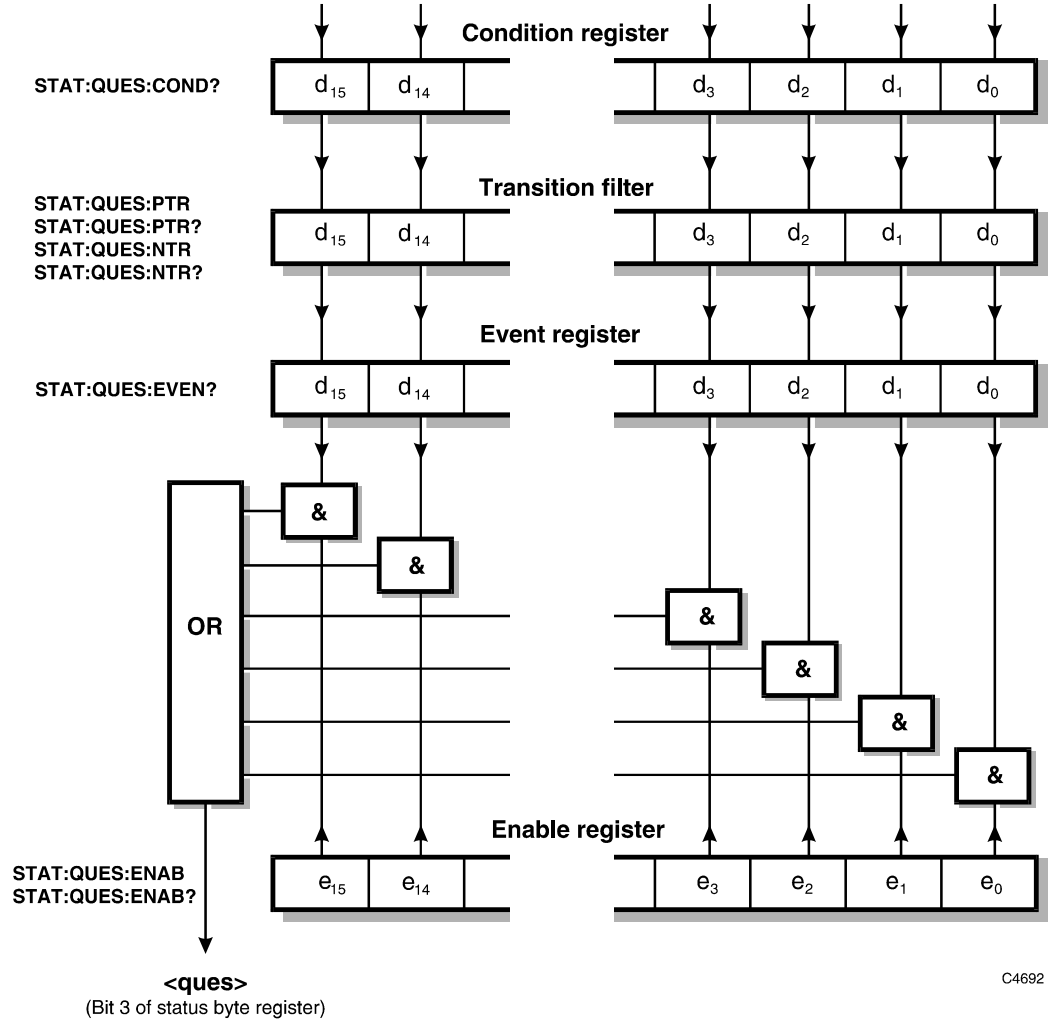 Condition register
STAT:QUES:COND? d15 d14 d3 d2 d1 d0
Transition filter
STAT:QUES:PTR
STAT:QUES:PTR?
STAT:QUES:NTR
STAT:QUES:NTR?
d15 d14 d3 d2 d1 d0
Event register
STAT:QUES:EVEN? d15 d14 d3 d2 d1 d0
&
&
&
OR
&
&
&
Enable register
STAT:QUES:ENAB
STAT:QUES:ENAB?
e15 e14 e3 e2 e1 e0
<ques>
(Bit 3 of status byte register)
C4692